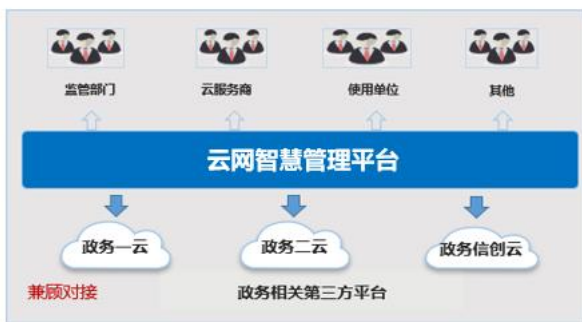 监管部门 云服务商 使用单位 其他
云网智慧管理平台
政务一云 政务二云 政务信创云
兼顾对接 政务相关第三方平台